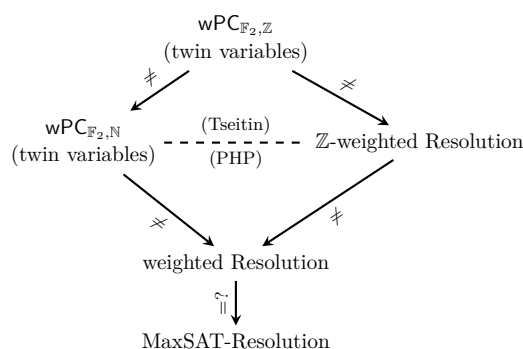 wPC_{𝔽₂,ℤ}
(twin variables)
≠
≠
wPC_{𝔽₂,ℕ}
(twin variables)
(Tseitin)
(PHP)
ℤ-weighted Resolution
≠
≠
weighted Resolution
=?
MaxSAT-Resolution